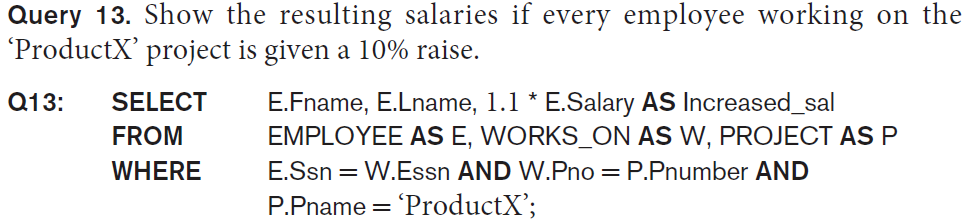 Query 13. Show the resulting salaries if every employee working on the
‘ProductX’ project is given a 10% raise.
Q13: SELECT E.Fname, E.Lname, 1.1 * E.Salary AS Increased_sal
FROM EMPLOYEE AS E, WORKS_ON AS W, PROJECT AS P
WHERE E.Ssn = W.Essn AND W.Pno = P.Pnumber AND
P.Pname = ‘ProductX’;